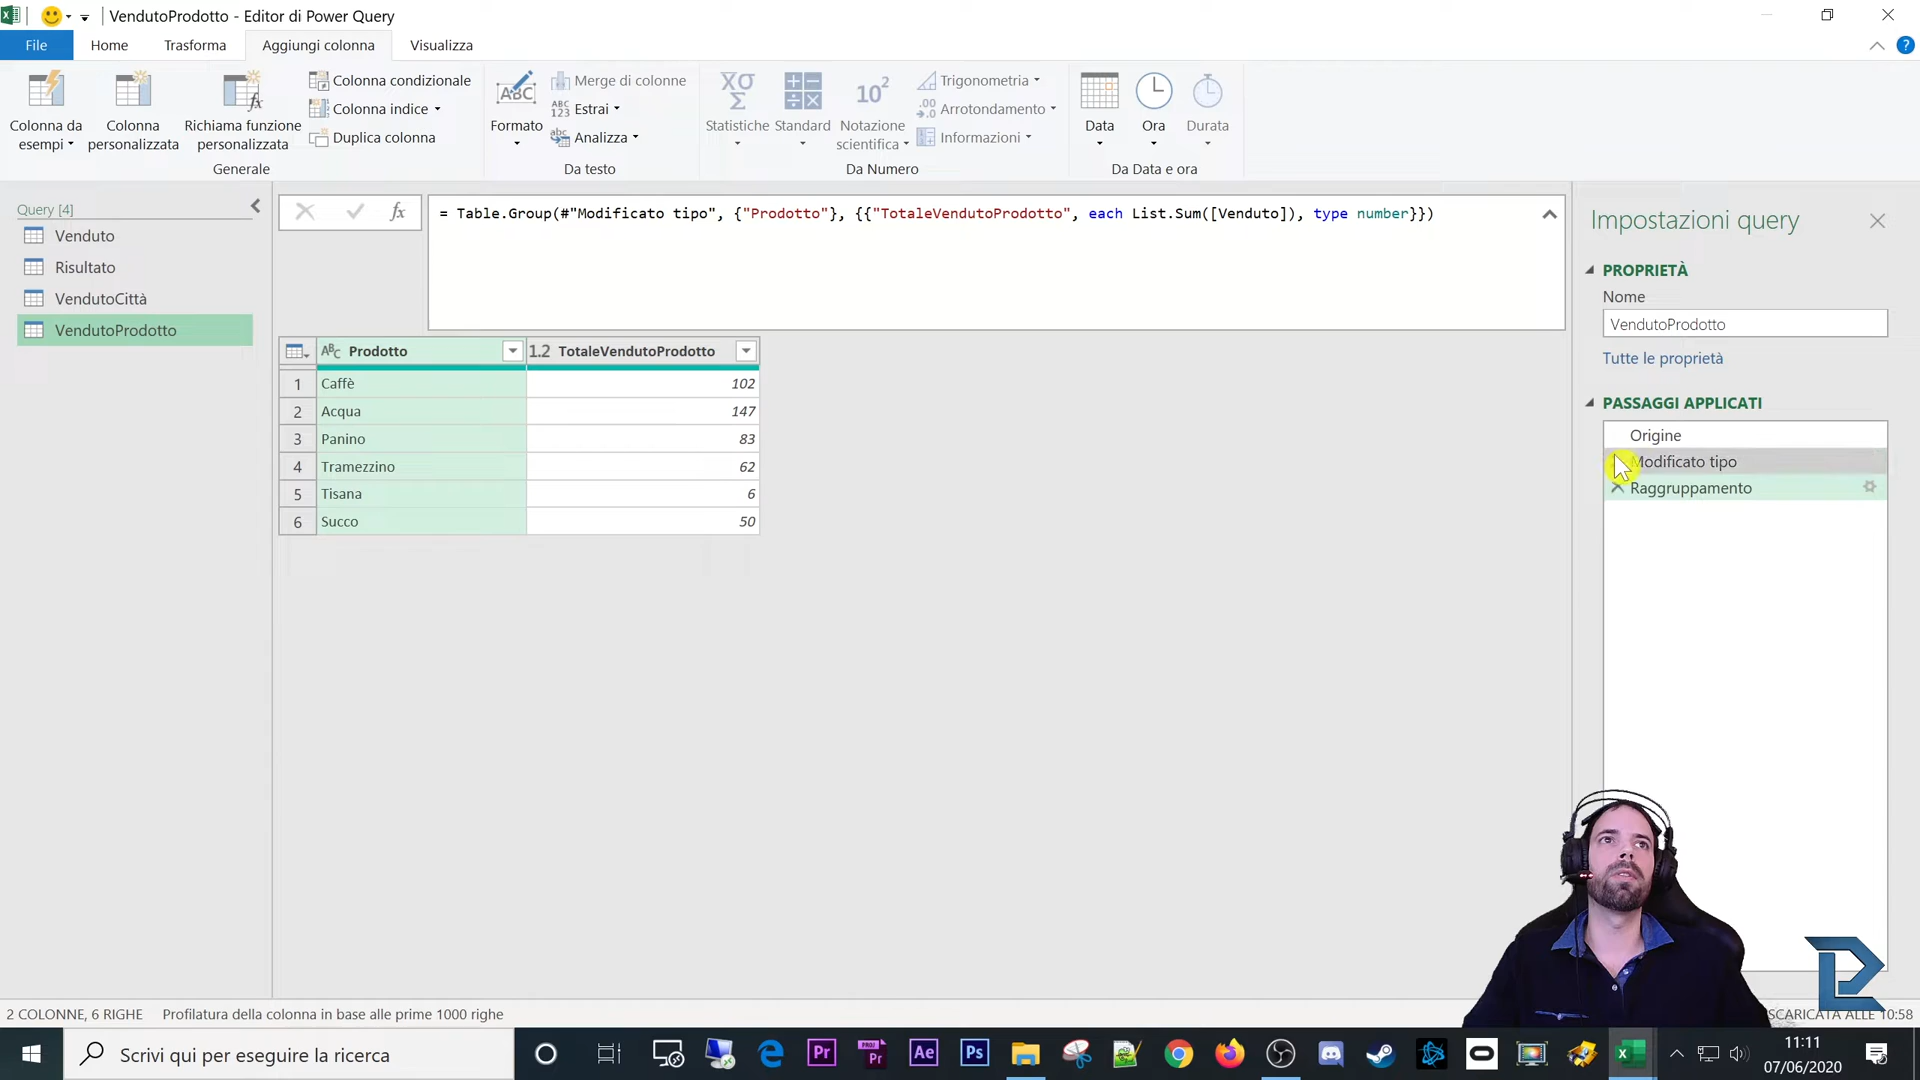 VendutoProdotto - Editor di Power Query
File Home Trasforma Aggiungi colonna Visualizza
Colonna da esempi
Colonna personalizzata
Richiama funzione personalizzata
Colonna condizionale
Colonna indice
Duplica colonna
Generale
Formato
Merge di colonne
Estrai
Analizza
Da testo
Statistiche
Standard
Notazione scientifica
Trigonometria
Arrotondamento
Informazioni
Da Numero
Data
Ora
Durata
Da Data e ora
Query [4]
Venduto
Risultato
VendutoCittà
VendutoProdotto
= Table.Group(#"Modificato tipo", {"Prodotto"}, {{"TotaleVendutoProdotto", each List.Sum([Venduto]), type number}})
Prodotto 1.2 TotaleVendutoProdotto
1 Caffè 102
2 Acqua 147
3 Panino 83
4 Tramezzino 62
5 Tisana 6
6 Succo 50
Impostazioni query
PROPRIETÀ
Nome
VendutoProdotto
Tutte le proprietà
PASSAGGI APPLICATI
Origine
Modificato tipo
Raggruppamento
2 COLONNE, 6 RIGHE Profilatura della colonna in base alle prime 1000 righe
SCARICATA ALLE 10:58
Scrivi qui per eseguire la ricerca
11:11
07/06/2020